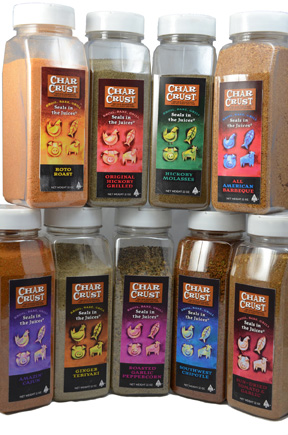 CHAR
CRUST
Seals in
the Juices
ROTO
ROAST
CHAR
CRUST
Seals in
the Juices
ORIGINAL
HICKORY
GRILLED
CHAR
CRUST
Seals in
the Juices
HICKORY
MOLASSES
CHAR
CRUST
Seals in
the Juices
ALL
AMERICAN
BARBEQUE
CHAR
CRUST
Seals in
the Juices
AMAZIN'
CAJUN
CHAR
CRUST
Seals in
the Juices
GINGER
TERIYAKI
CHAR
CRUST
Seals in
the Juices
ROASTED
GARLIC
PEPPERCORN
CHAR
CRUST
Seals in
the Juices
SOUTHWEST
CHIPOTLE
CHAR
CRUST
Seals in
the Juices